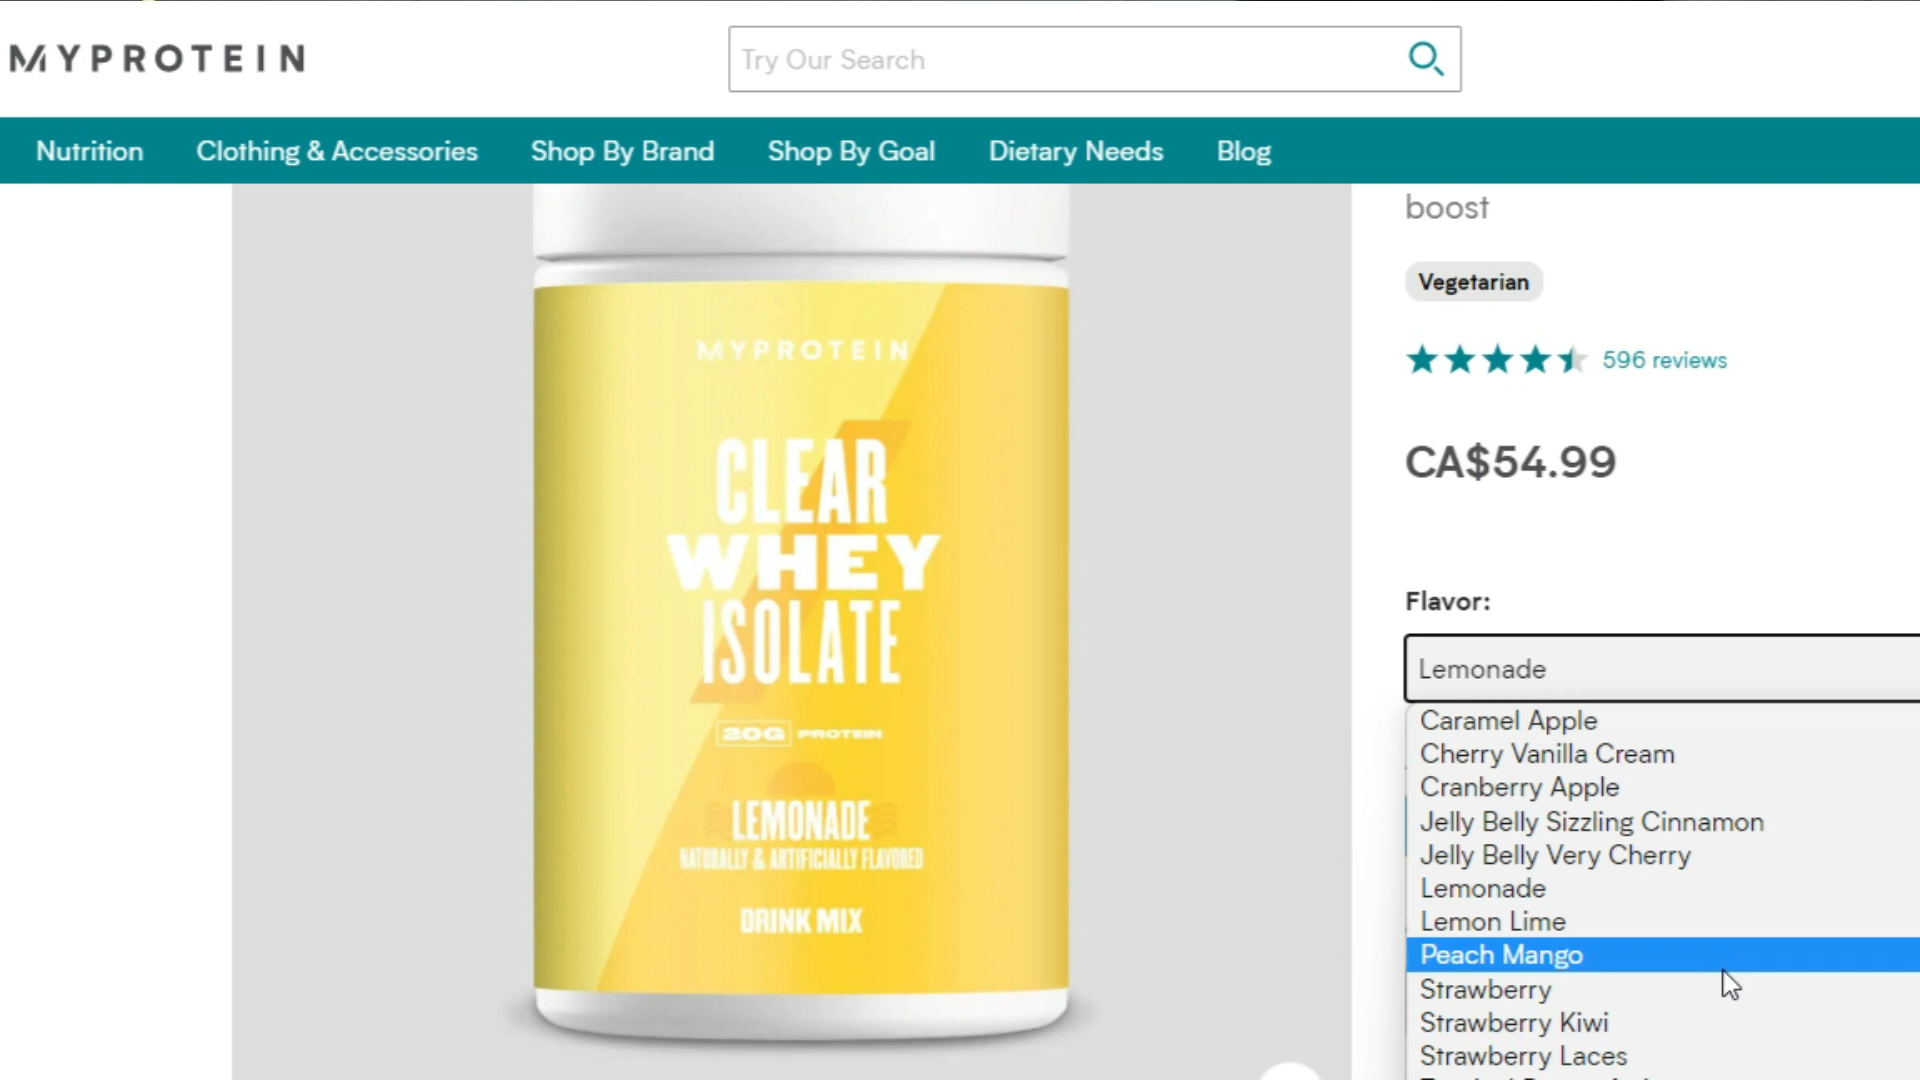 MYPROTEIN
Try Our Search
Nutrition
Clothing & Accessories
Shop By Brand
Shop By Goal
Dietary Needs
Blog
MYPROTEIN
CLEAR
WHEY
ISOLATE
20G PROTEIN
LEMONADE
NATURALLY & ARTIFICIALLY FLAVORED
DRINK MIX
boost
Vegetarian
596 reviews
CA$54.99
Flavor:
Lemonade
Caramel Apple
Cherry Vanilla Cream
Cranberry Apple
Jelly Belly Sizzling Cinnamon
Jelly Belly Very Cherry
Lemonade
Lemon Lime
Peach Mango
Strawberry
Strawberry Kiwi
Strawberry Laces